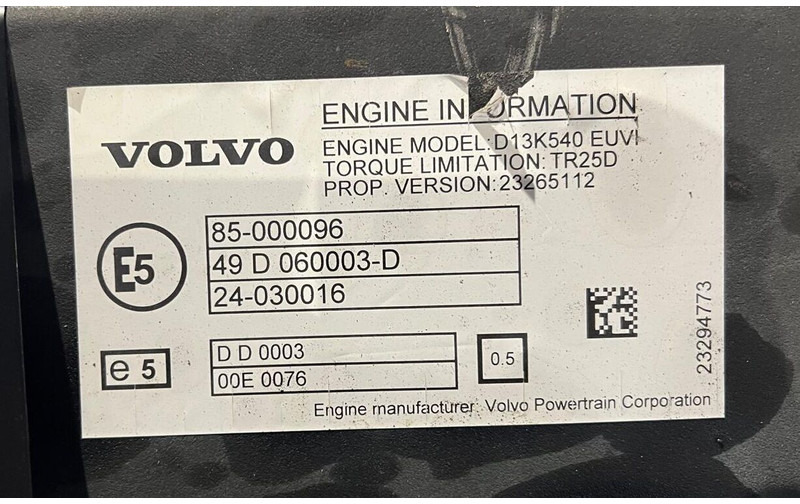 VOLVO
ENGINE INFORMATION
ENGINE MODEL: D13K540 EUVI
TORQUE LIMITATION: TR25D
PROP. VERSION: 23265112
E5
85-000096
49 D 060003-D
24-030016
e 5
D D 0003
00E 0076
0.5
23294773
Engine manufacturer: Volvo Powertrain Corporation